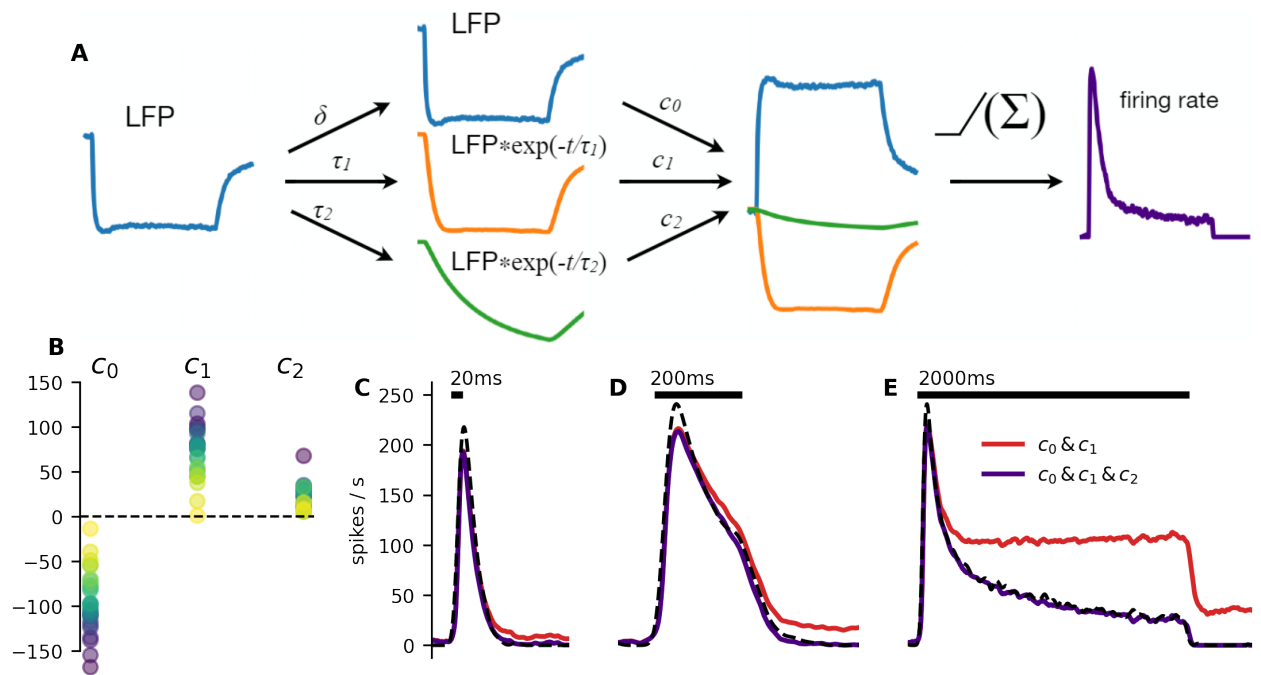 A
LFP
δ
τ1
τ2
LFP
LFP*exp(-t/τ1)
LFP*exp(-t/τ2)
c0
c1
c2
(Σ)
firing rate
B
c0 c1 c2
150
100
50
0
−50
−100
−150
C
20ms
spikes / s
250
200
150
100
50
0
D
200ms
E
2000ms
c0 & c1
c0 & c1 & c2